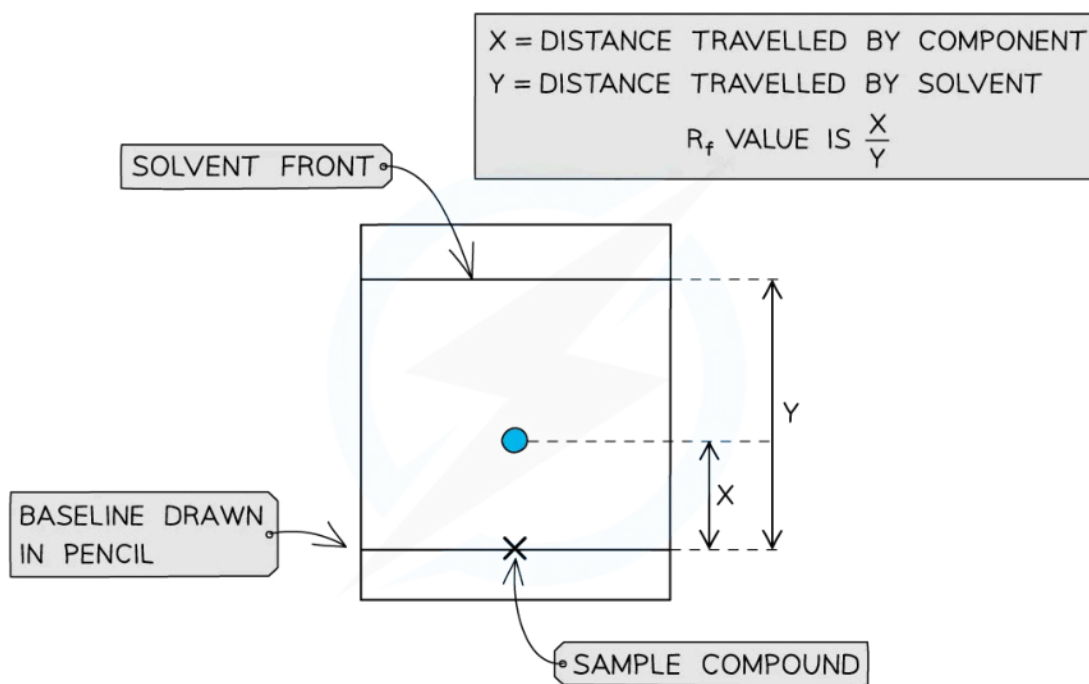 X = DISTANCE TRAVELLED BY COMPONENT
Y = DISTANCE TRAVELLED BY SOLVENT
Rf VALUE IS X/Y
SOLVENT FRONT
Y
X
BASELINE DRAWN
IN PENCIL
SAMPLE COMPOUND